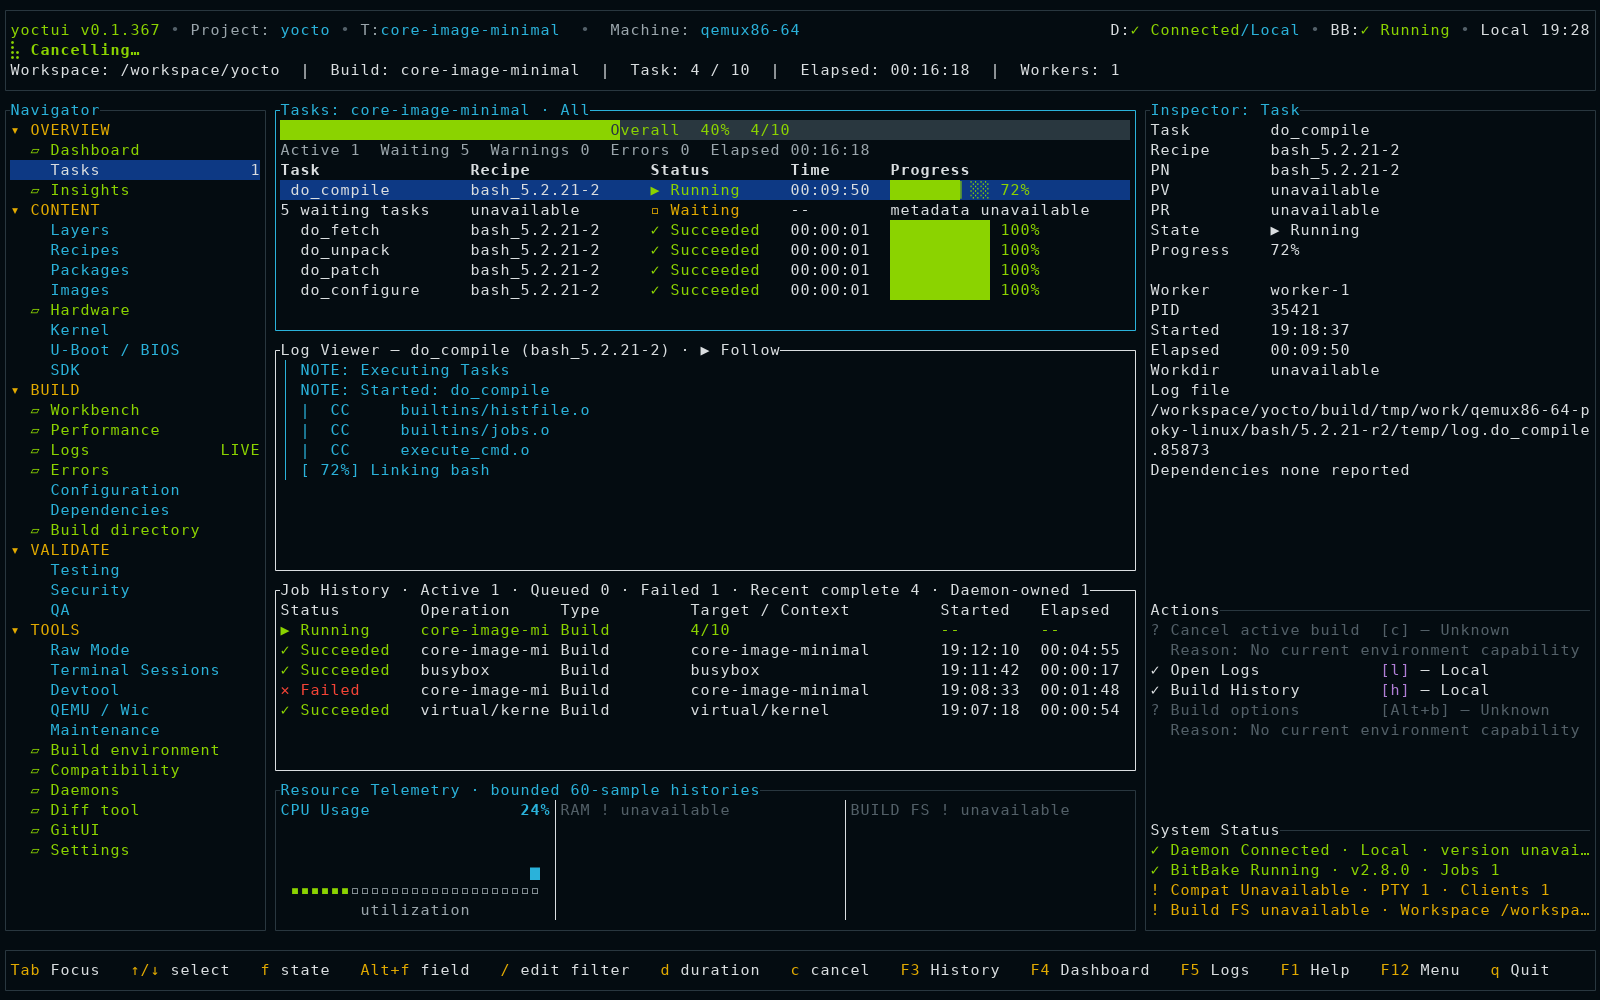 yoctui v0.1.367 • Project: yocto • T:core-image-minimal • Machine: qemux86-64 D:✓ Connected/Local • BB:✓ Running • Local 19:28
Cancelling…
Workspace: /workspace/yocto | Build: core-image-minimal | Task: 4 / 10 | Elapsed: 00:16:18 | Workers: 1
Navigator
▾ OVERVIEW
▱ Dashboard
Tasks 1
▱ Insights
▾ CONTENT
Layers
Recipes
Packages
Images
▱ Hardware
Kernel
U-Boot / BIOS
SDK
▾ BUILD
▱ Workbench
▱ Performance
▱ Logs LIVE
▱ Errors
Configuration
Dependencies
▱ Build directory
▾ VALIDATE
Testing
Security
QA
▾ TOOLS
Raw Mode
Terminal Sessions
Devtool
QEMU / Wic
Maintenance
▱ Build environment
▱ Compatibility
▱ Daemons
▱ Diff tool
▱ GitUI
▱ Settings
Tasks: core-image-minimal · All
Overall 40% 4/10
Active 1 Waiting 5 Warnings 0 Errors 0 Elapsed 00:16:18
Task Recipe Status Time Progress
do_compile bash_5.2.21-2 ▶ Running 00:09:50 72%
5 waiting tasks unavailable ▫ Waiting -- metadata unavailable
do_fetch bash_5.2.21-2 ✓ Succeeded 00:00:01 100%
do_unpack bash_5.2.21-2 ✓ Succeeded 00:00:01 100%
do_patch bash_5.2.21-2 ✓ Succeeded 00:00:01 100%
do_configure bash_5.2.21-2 ✓ Succeeded 00:00:01 100%
Log Viewer — do_compile (bash_5.2.21-2) · ▶ Follow
NOTE: Executing Tasks
NOTE: Started: do_compile
| CC builtins/histfile.o
| CC builtins/jobs.o
| CC execute_cmd.o
[ 72%] Linking bash
Job History · Active 1 · Queued 0 · Failed 1 · Recent complete 4 · Daemon-owned 1
Status Operation Type Target / Context Started Elapsed
▶ Running core-image-mi Build 4/10 -- --
✓ Succeeded core-image-mi Build core-image-minimal 19:12:10 00:04:55
✓ Succeeded busybox Build busybox 19:11:42 00:00:17
✕ Failed core-image-mi Build core-image-minimal 19:08:33 00:01:48
✓ Succeeded virtual/kerne Build virtual/kernel 19:07:18 00:00:54
Resource Telemetry · bounded 60-sample histories
CPU Usage 24% RAM ! unavailable BUILD FS ! unavailable
utilization
Inspector: Task
Task do_compile
Recipe bash_5.2.21-2
PN bash_5.2.21-2
PV unavailable
PR unavailable
State ▶ Running
Progress 72%
Worker worker-1
PID 35421
Started 19:18:37
Elapsed 00:09:50
Workdir unavailable
Log file
/workspace/yocto/build/tmp/work/qemux86-64-p
oky-linux/bash/5.2.21-r2/temp/log.do_compile
.85873
Dependencies none reported
Actions
? Cancel active build [c] — Unknown
Reason: No current environment capability
✓ Open Logs [l] — Local
✓ Build History [h] — Local
? Build options [Alt+b] — Unknown
Reason: No current environment capability
System Status
✓ Daemon Connected · Local · version unavai…
✓ BitBake Running · v2.8.0 · Jobs 1
! Compat Unavailable · PTY 1 · Clients 1
! Build FS unavailable · Workspace /workspa…
Tab Focus ↑/↓ select f state Alt+f field / edit filter d duration c cancel F3 History F4 Dashboard F5 Logs F1 Help F12 Menu q Quit